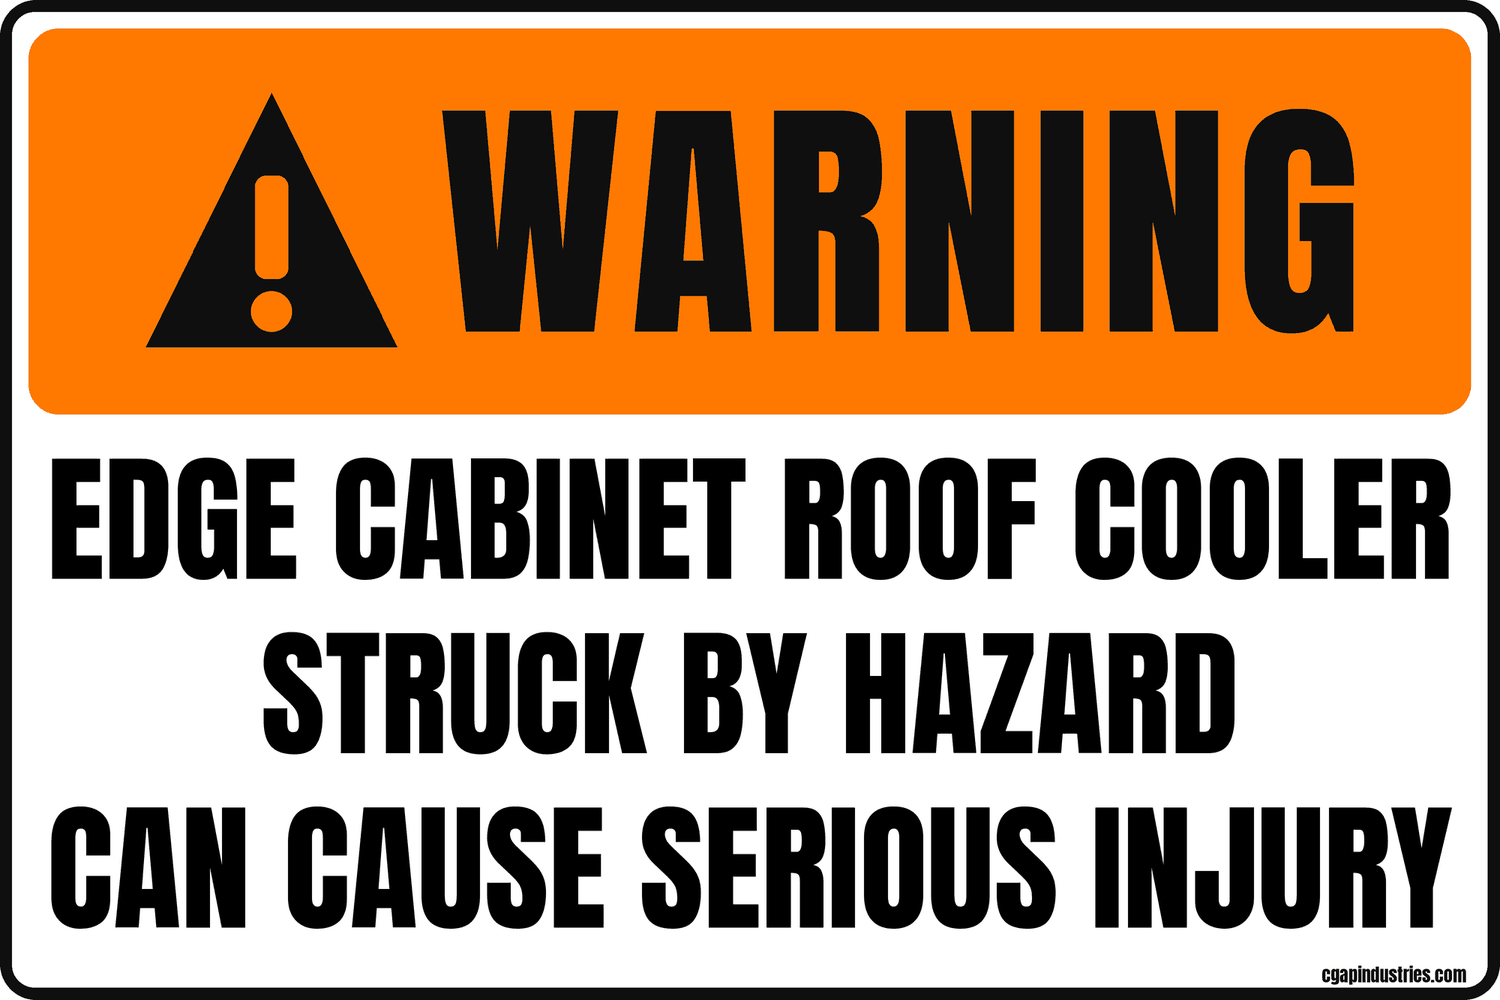 WARNING
EDGE CABINET ROOF COOLER
STRUCK BY HAZARD
CAN CAUSE SERIOUS INJURY
cgapindustries.com